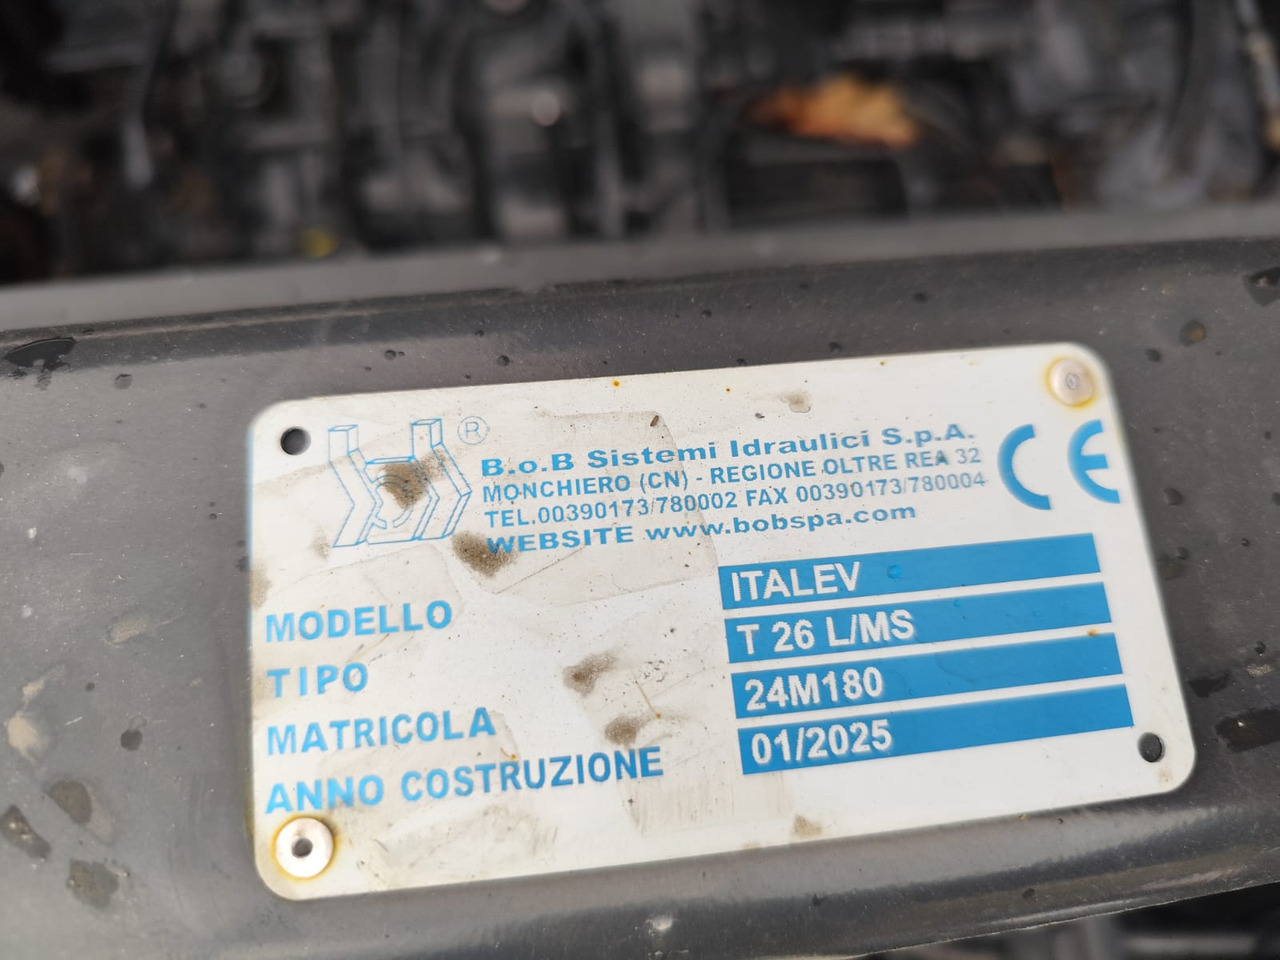 ®
B.o.B Sistemi Idraulici S.p.A.
MONCHIERO (CN) - REGIONE OLTRE REA 32
TEL.00390173/780002 FAX 00390173/780004
WEBSITE www.bobspa.com
CE
MODELLO ITALEV
TIPO T 26 L/MS
MATRICOLA 24M180
ANNO COSTRUZIONE 01/2025